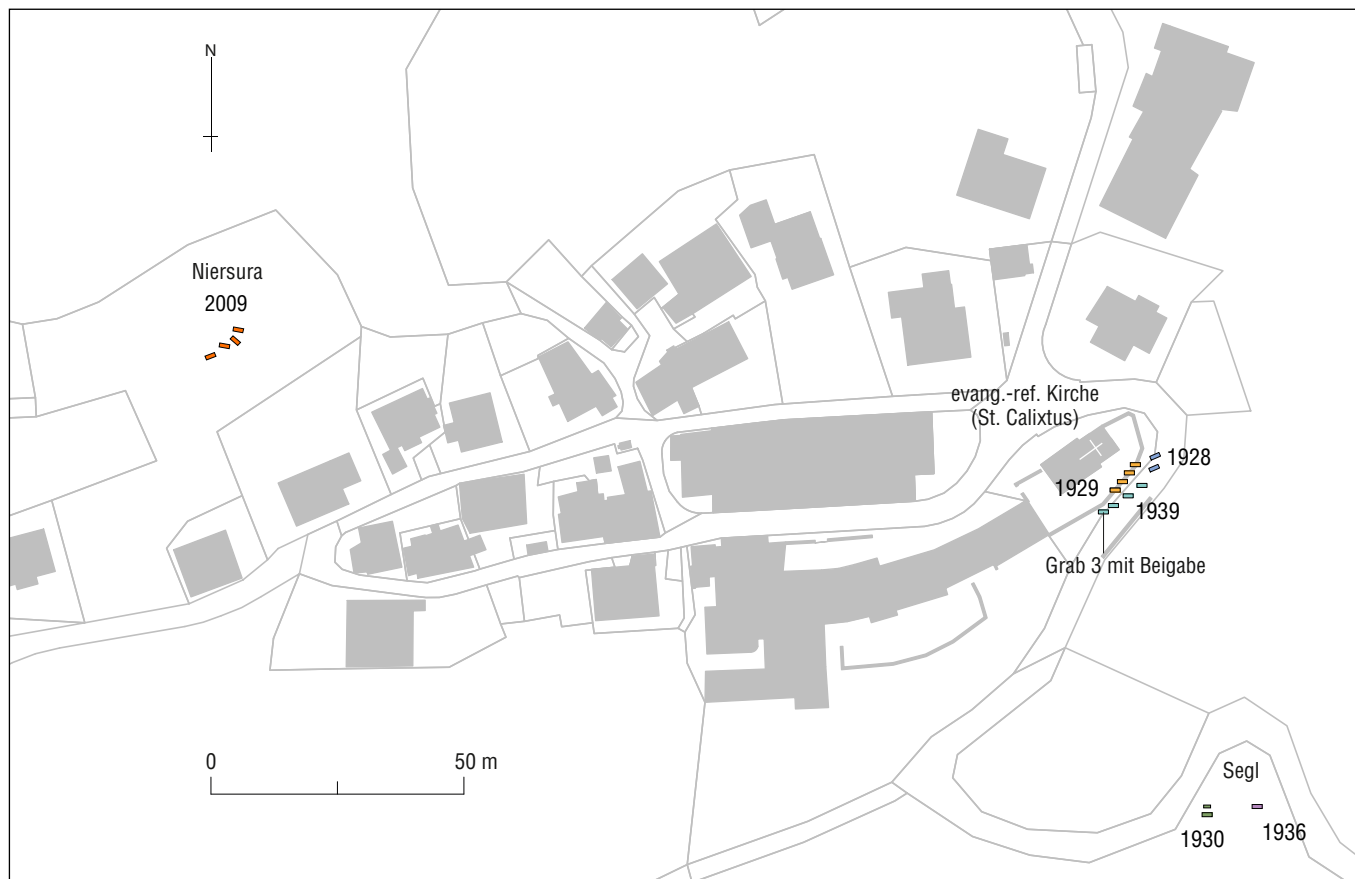 N
Niersura
2009
evang.-ref. Kirche
(St. Calixtus)
1928
1929
1939
Grab 3 mit Beigabe
0 50 m
Segl
1930
1936